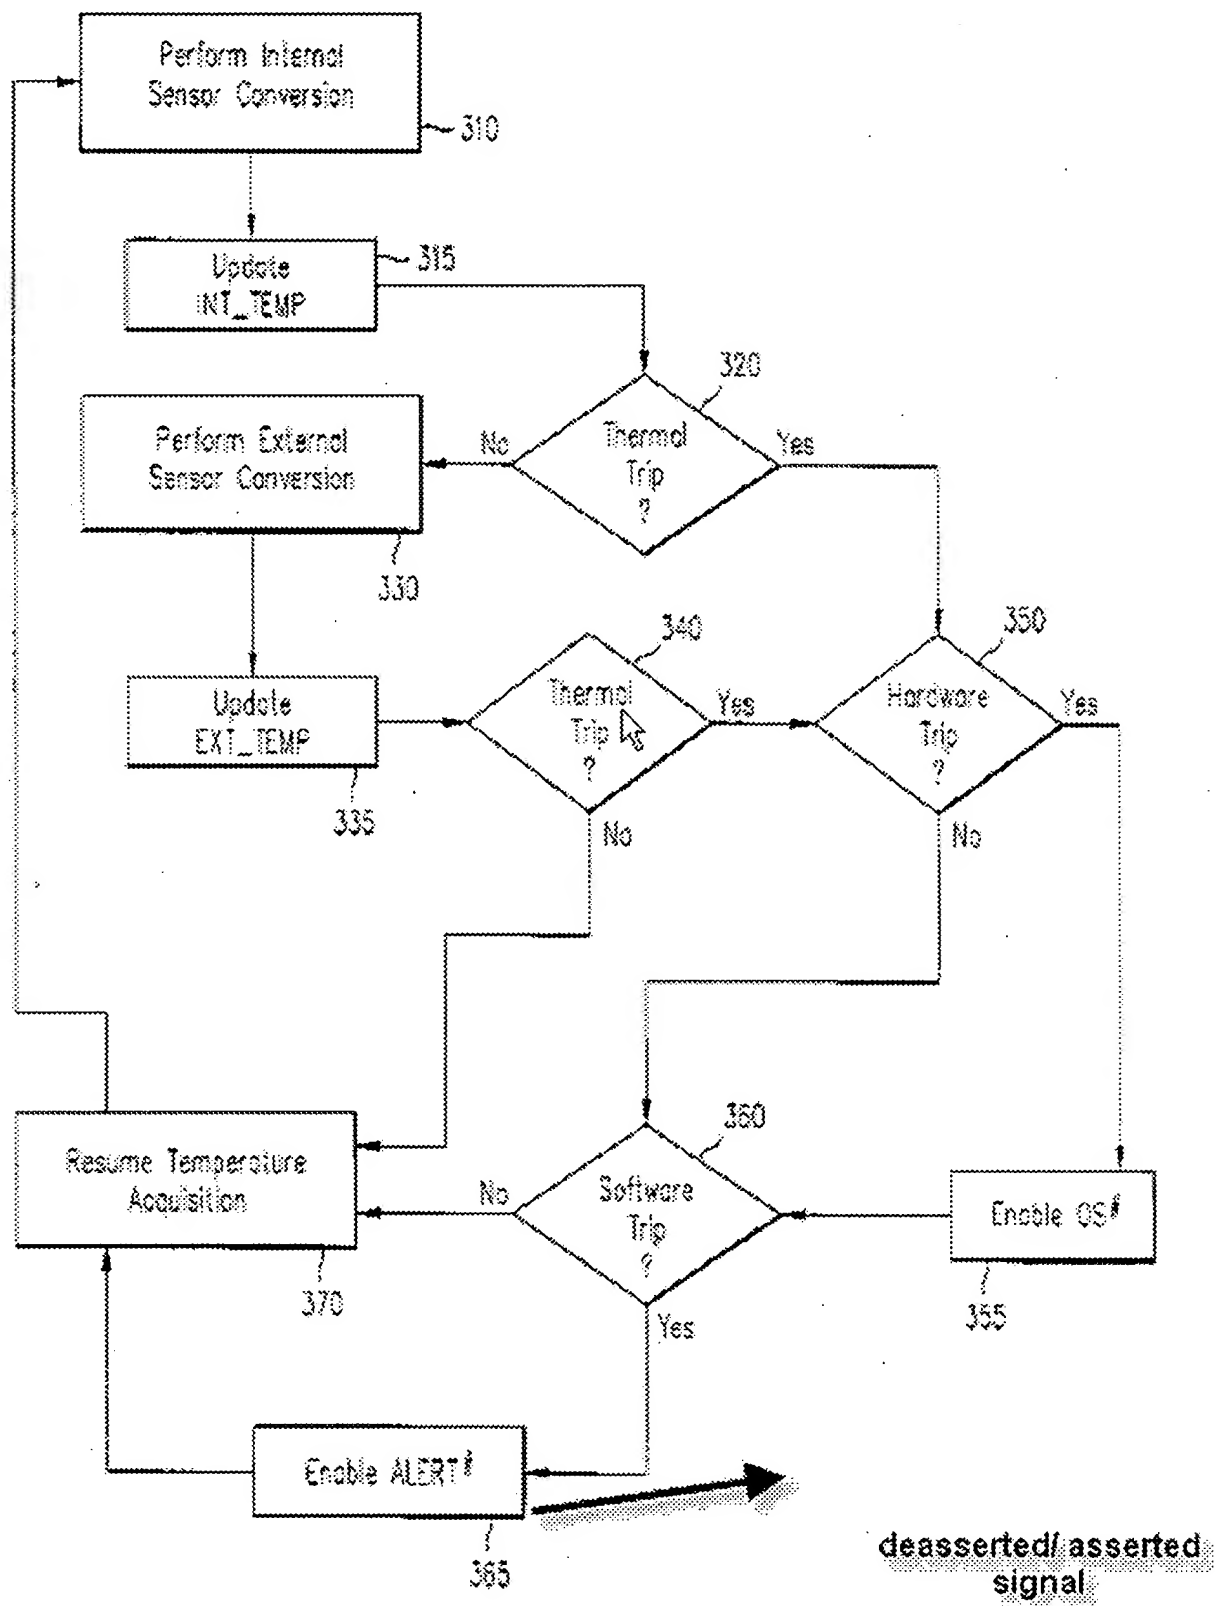 Perform Internal
Sensor Conversion
310
Update
INT_TEMP
315
Thermal
Trip
?
320
No
Yes
Perform External
Sensor Conversion
330
Update
EXT_TEMP
335
Thermal
Trip
?
340
Yes
No
Hardware
Trip
?
350
Yes
No
Resume Temperature
Acquisition
370
Software
Trip
?
360
No
Yes
Enable OS#
355
Enable ALERT#
365
deasserted/ asserted
signal